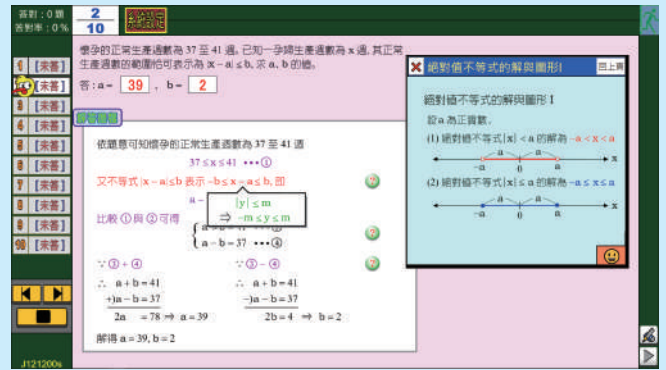 答對：0 題
答對率：0%
2
10
懷孕的正常生產週數為 37 至 41 週。已知一孕婦生產週數為 x 週, 其正常
生產週數的範圍恰可表示為 |x − a| ≤ b, 求 a、b 的值。
答 : a = 39 , b = 2
1 [未答]
[未答]
3 [未答]
4 [未答]
5 [未答]
6 [未答]
7 [未答]
8 [未答]
9 [未答]
10 [未答]
依題意可知懷孕的正常生產週數為 37 至 41 週
37 ≤ x ≤ 41 •••①
又不等式 |x − a| ≤ b 表示 −b ≤ x − a ≤ b, 即
a −
|y| ≤ m
⇒ −m ≤ y ≤ m
比較 ① 與 ② 可得
a − b = 37 •••④
∵ ③ + ④
∵ ③ − ④
∴ a + b = 41
∴ a + b = 41
+)a − b = 37
−)a − b = 37
2a = 78 ⇒ a = 39
2b = 4 ⇒ b = 2
解得 a = 39, b = 2
絕對值不等式的解與圖形I
回上頁
絕對值不等式的解與圖形 I
設 a 為正實數,
(1) 絕對值不等式 |x| < a 的解為 −a < x < a
a a
−a 0 a x
(2) 絕對值不等式 |x| ≤ a 的解為 −a ≤ x ≤ a
a a
−a 0 a x
J121200s